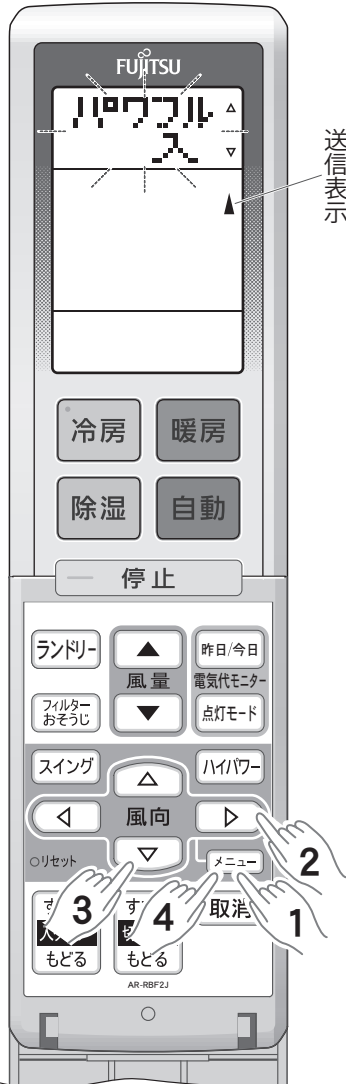 FUJITSU
パワフル
ス
送信表示
冷房
暖房
除湿
自動
停止
ランドリー
風量
昨日/今日
電気代モニター
フィルター
おそうじ
点灯モード
スイング
ハイパワー
風向
○リセット
メニュー
2
3
4
1
取消
もどる
もどる
AR-RBF2J